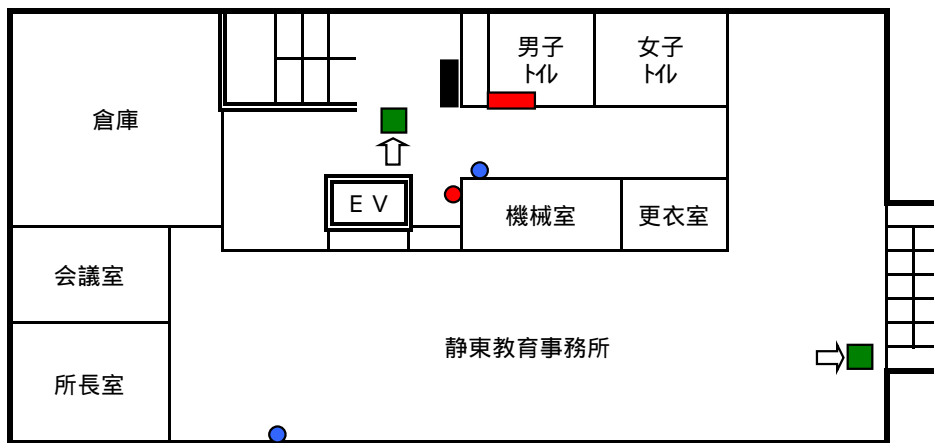 男子
ﾄｲﾚ
女子
ﾄｲﾚ
倉庫
ＥＶ
機械室
更衣室
会議室
静東教育事務所
所長室